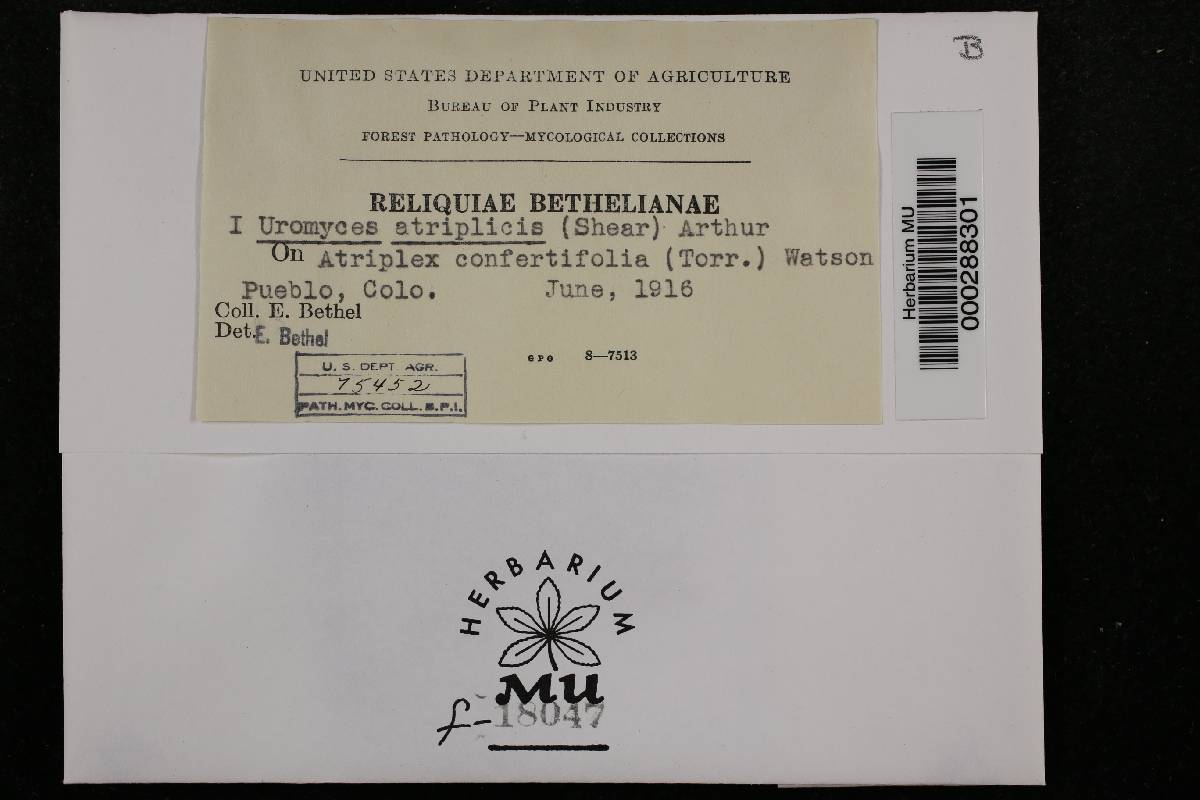 B
UNITED STATES DEPARTMENT OF AGRICULTURE
BUREAU OF PLANT INDUSTRY
FOREST PATHOLOGY—MYCOLOGICAL COLLECTIONS
RELIQUIAE BETHELIANAE
I Uromyces atriplicis (Shear) Arthur
On Atriplex confertifolia (Torr.) Watson
Pueblo, Colo. June, 1916
Coll. E. Bethel
Det. E. Bethel
GPO 8—7513
U. S. DEPT. AGR.
75452
PATH. MYC. COLL. B.P.I.
Herbarium MU
000288301
HERBARIUM
MU
f-18047